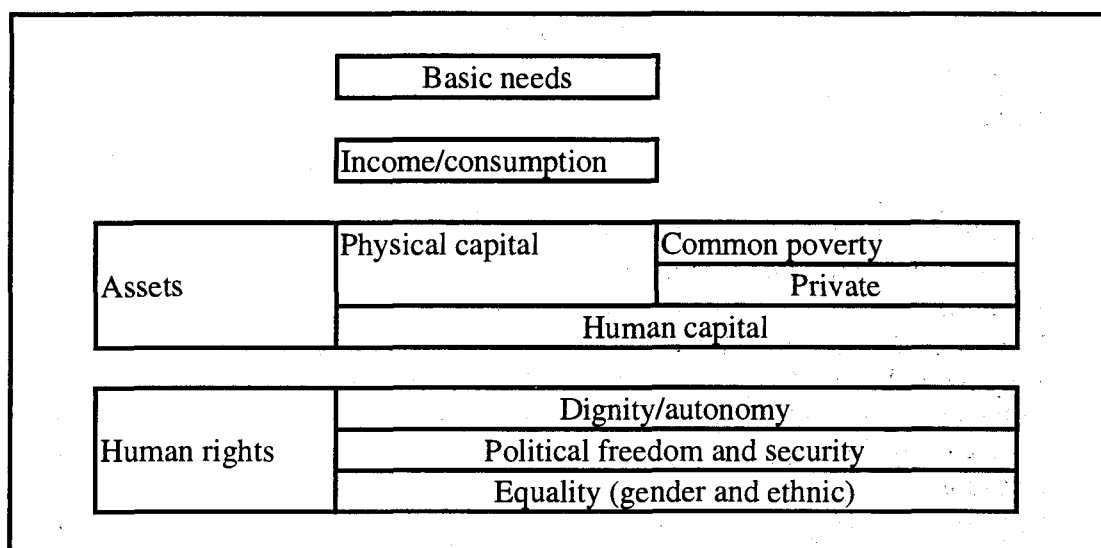 Basic needs
Income/consumption
Assets
Physical capital
Common poverty
Private
Human capital
Human rights
Dignity/autonomy
Political freedom and security
Equality (gender and ethnic)